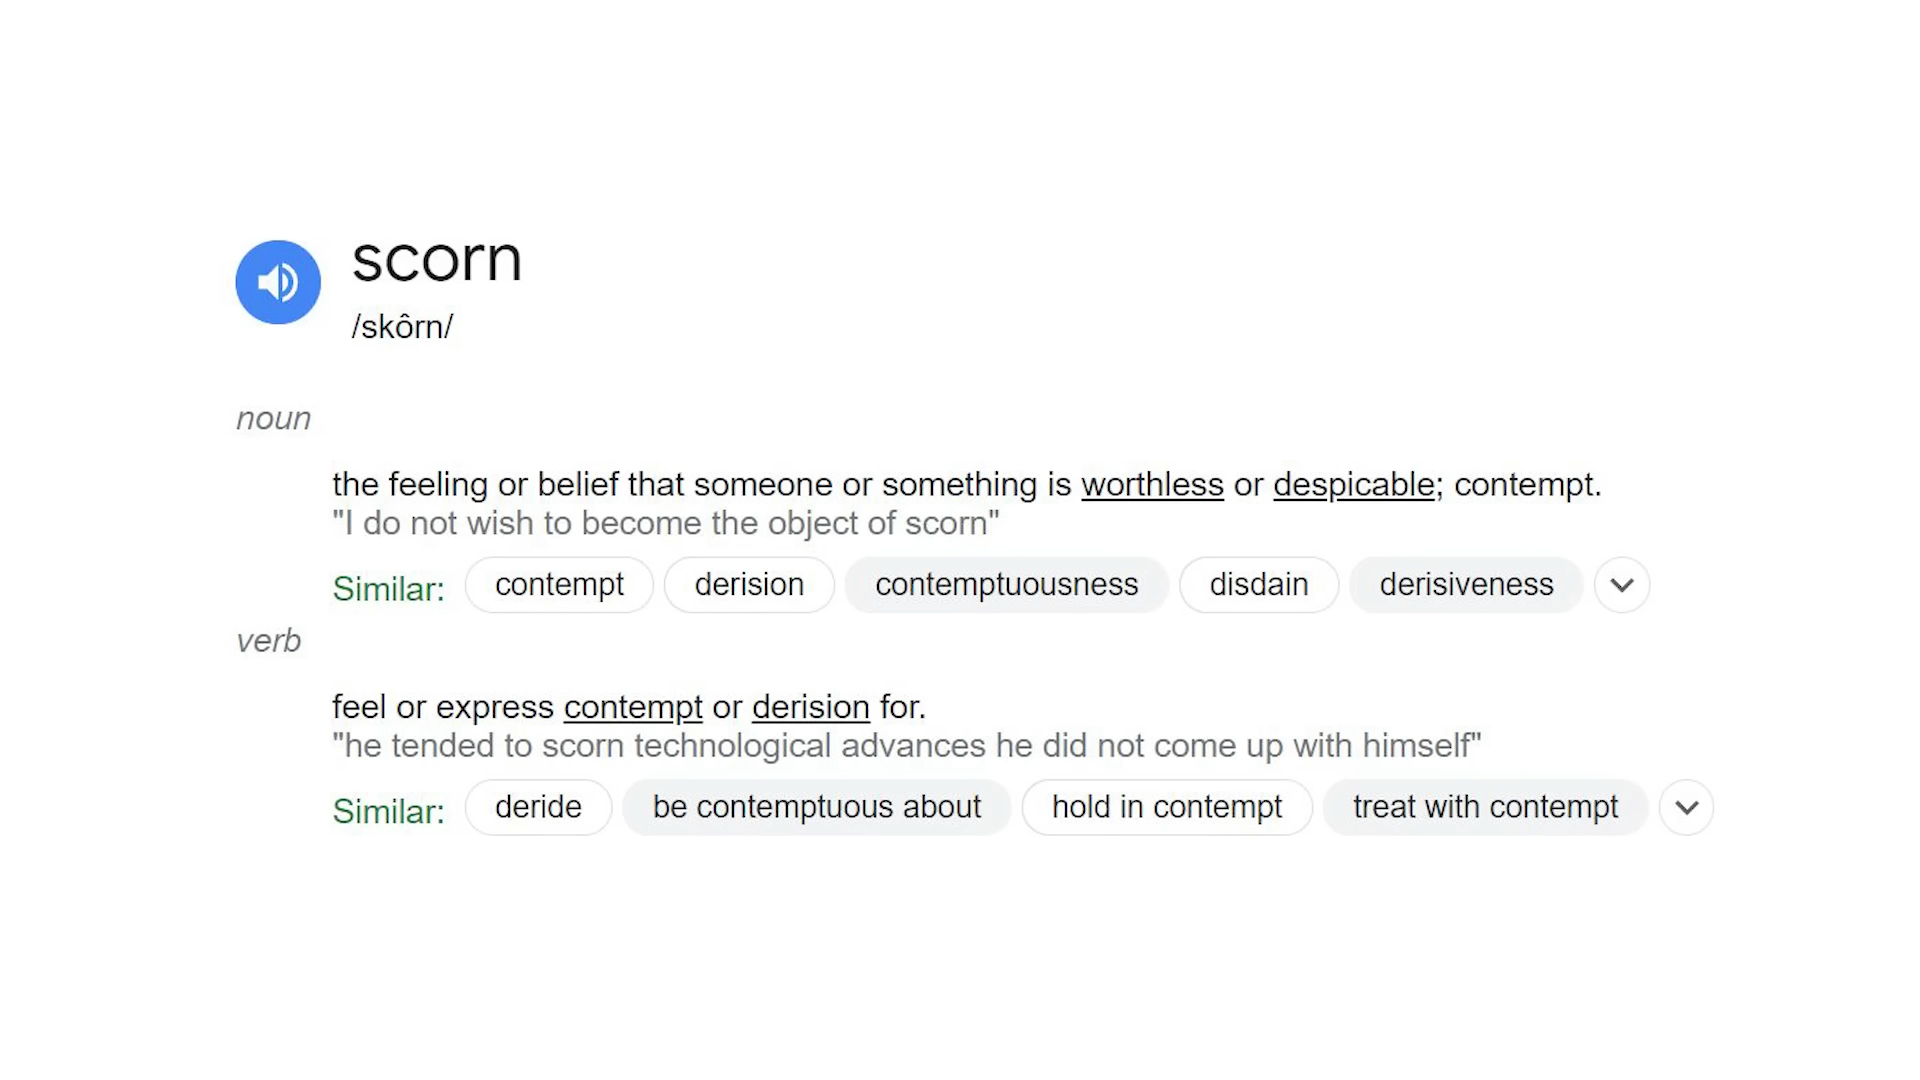 scorn
/skôrn/
noun
the feeling or belief that someone or something is worthless or despicable; contempt.
"I do not wish to become the object of scorn"
Similar: contempt derision contemptuousness disdain derisiveness
verb
feel or express contempt or derision for.
"he tended to scorn technological advances he did not come up with himself"
Similar: deride be contemptuous about hold in contempt treat with contempt